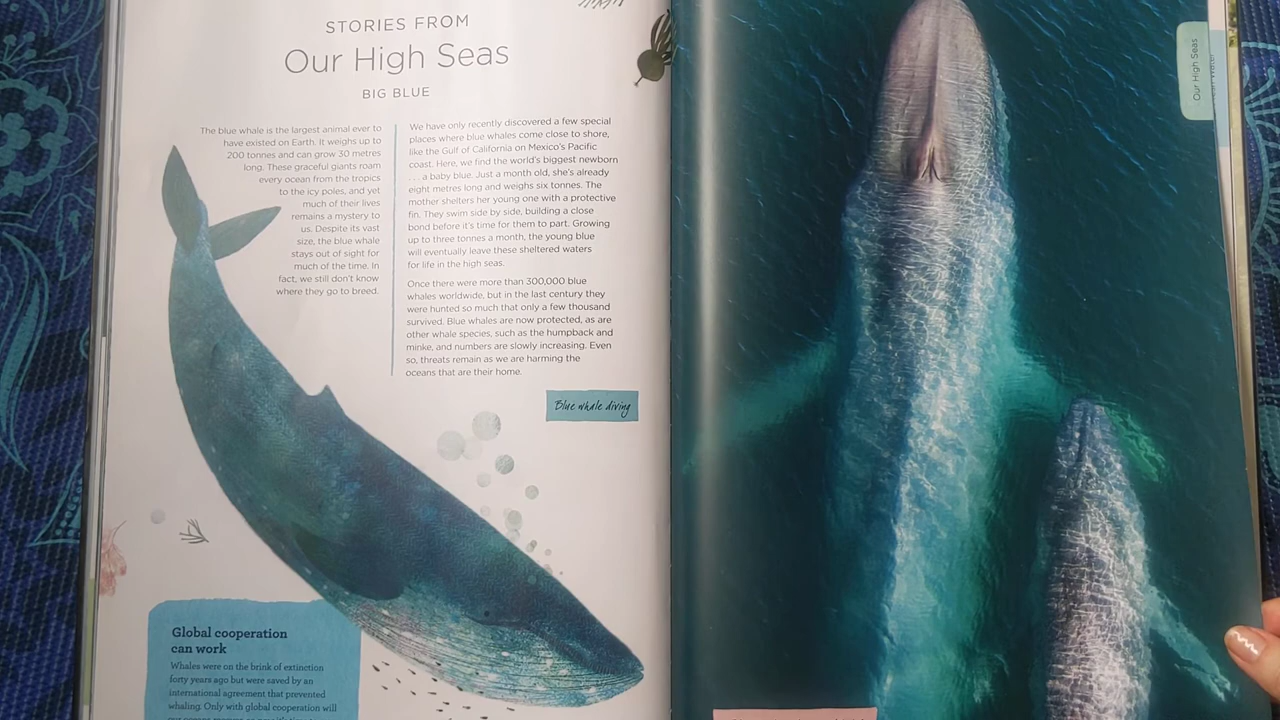 STORIES FROM
Our High Seas
BIG BLUE
The blue whale is the largest animal ever to
have existed on Earth. It weighs up to
200 tonnes and can grow 30 metres
long. These graceful giants roam
every ocean from the tropics
to the icy poles, and yet
much of their lives
remains a mystery to
us. Despite its vast
size, the blue whale
stays out of sight for
much of the time. In
fact, we still don't know
where they go to breed.
We have only recently discovered a few special
places where blue whales come close to shore,
like the Gulf of California on Mexico's Pacific
coast. Here, we find the world's biggest newborn
. . . a baby blue. Just a month old, she's already
eight metres long and weighs six tonnes. The
mother shelters her young one with a protective
fin. They swim side by side, building a close
bond before it's time for them to part. Growing
up to three tonnes a month, the young blue
will eventually leave these sheltered waters
for life in the high seas.
Once there were more than 300,000 blue
whales worldwide, but in the last century they
were hunted so much that only a few thousand
survived. Blue whales are now protected, as are
other whale species, such as the humpback and
minke, and numbers are slowly increasing. Even
so, threats remain as we are harming the
oceans that are their home.
Blue whale diving
Global cooperation
can work
Whales were on the brink of extinction
forty years ago but were saved by an
international agreement that prevented
whaling. Only with global cooperation will
Our High Seas